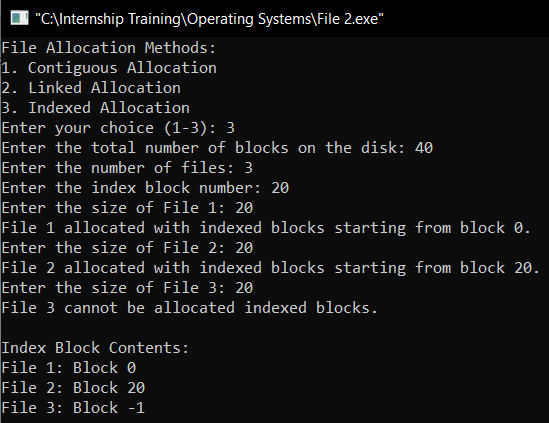 "C:\Internship Training\Operating Systems\File 2.exe"
File Allocation Methods:
1. Contiguous Allocation
2. Linked Allocation
3. Indexed Allocation
Enter your choice (1-3): 3
Enter the total number of blocks on the disk: 40
Enter the number of files: 3
Enter the index block number: 20
Enter the size of File 1: 20
File 1 allocated with indexed blocks starting from block 0.
Enter the size of File 2: 20
File 2 allocated with indexed blocks starting from block 20.
Enter the size of File 3: 20
File 3 cannot be allocated indexed blocks.

Index Block Contents:
File 1: Block 0
File 2: Block 20
File 3: Block -1